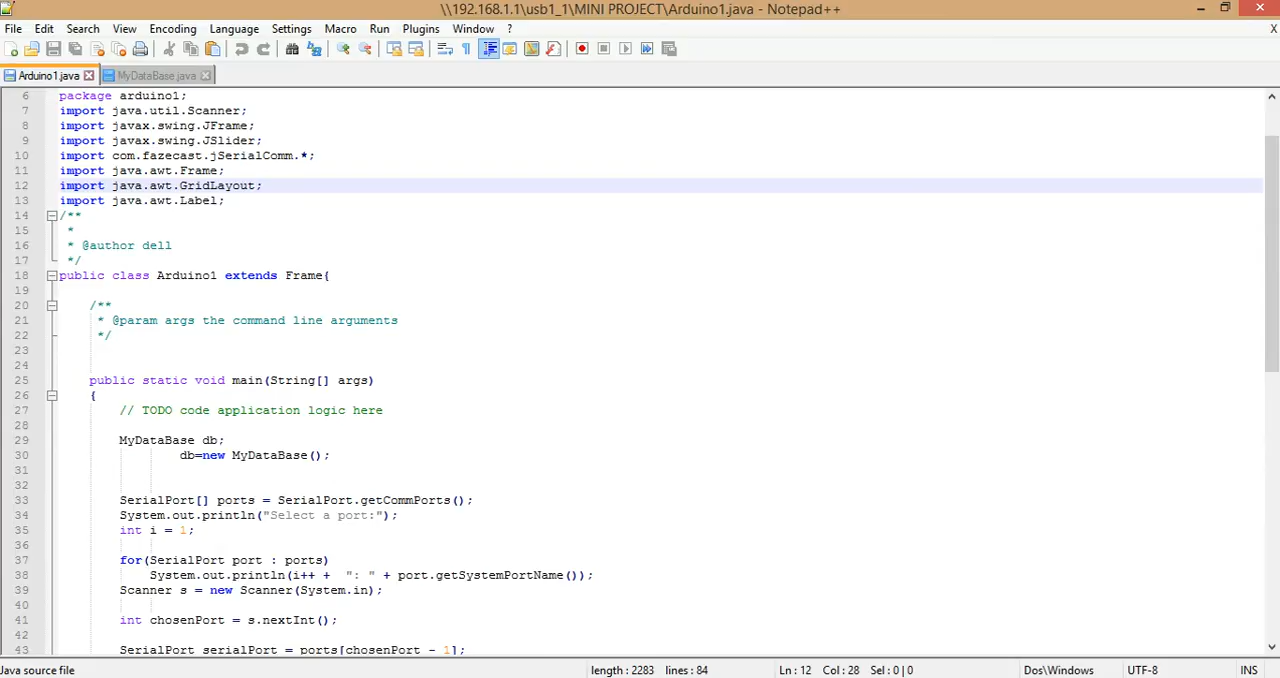 \\192.168.1.1\usb1_1\MINI PROJECT\Arduino1.java - Notepad++
File Edit Search View Encoding Language Settings Macro Run Plugins Window ? X
Arduino1.java MyDataBase.java
6 package arduino1;
7 import java.util.Scanner;
8 import javax.swing.JFrame;
9 import javax.swing.JSlider;
10 import com.fazecast.jSerialComm.*;
11 import java.awt.Frame;
12 import java.awt.GridLayout;
13 import java.awt.Label;
14 /**
15 *
16 * @author dell
17 */
18 public class Arduino1 extends Frame{
19
20 /**
21 * @param args the command line arguments
22 */
23
24
25 public static void main(String[] args)
26 {
27 // TODO code application logic here
28
29 MyDataBase db;
30 db=new MyDataBase();
31
32
33 SerialPort[] ports = SerialPort.getCommPorts();
34 System.out.println("Select a port:");
35 int i = 1;
36
37 for(SerialPort port : ports)
38 System.out.println(i++ + ": " + port.getSystemPortName());
39 Scanner s = new Scanner(System.in);
40
41 int chosenPort = s.nextInt();
42
43 SerialPort serialPort = ports[chosenPort - 1];
Java source file length : 2283 lines : 84 Ln : 12 Col : 28 Sel : 0 | 0 Dos\Windows UTF-8 INS